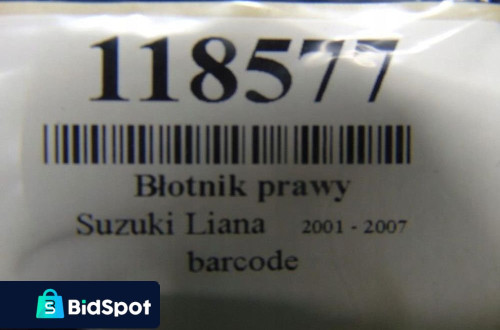 118577
Błotnik prawy
Suzuki Liana 2001 - 2007
barcode
BidSpot